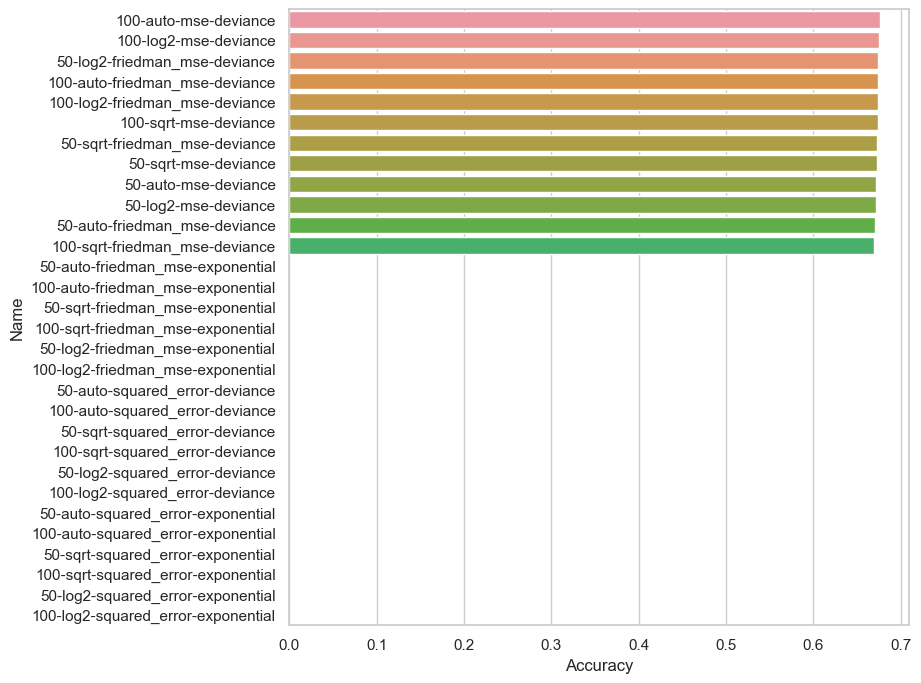 100-auto-mse-deviance
100-log2-mse-deviance
50-log2-friedman_mse-deviance
100-auto-friedman_mse-deviance
100-log2-friedman_mse-deviance
100-sqrt-mse-deviance
50-sqrt-friedman_mse-deviance
50-sqrt-mse-deviance
50-auto-mse-deviance
50-log2-mse-deviance
50-auto-friedman_mse-deviance
100-sqrt-friedman_mse-deviance
50-auto-friedman_mse-exponential
100-auto-friedman_mse-exponential
50-sqrt-friedman_mse-exponential
100-sqrt-friedman_mse-exponential
50-log2-friedman_mse-exponential
100-log2-friedman_mse-exponential
50-auto-squared_error-deviance
100-auto-squared_error-deviance
50-sqrt-squared_error-deviance
100-sqrt-squared_error-deviance
50-log2-squared_error-deviance
100-log2-squared_error-deviance
50-auto-squared_error-exponential
100-auto-squared_error-exponential
50-sqrt-squared_error-exponential
100-sqrt-squared_error-exponential
50-log2-squared_error-exponential
100-log2-squared_error-exponential
Name
0.0 0.1 0.2 0.3 0.4 0.5 0.6 0.7
Accuracy